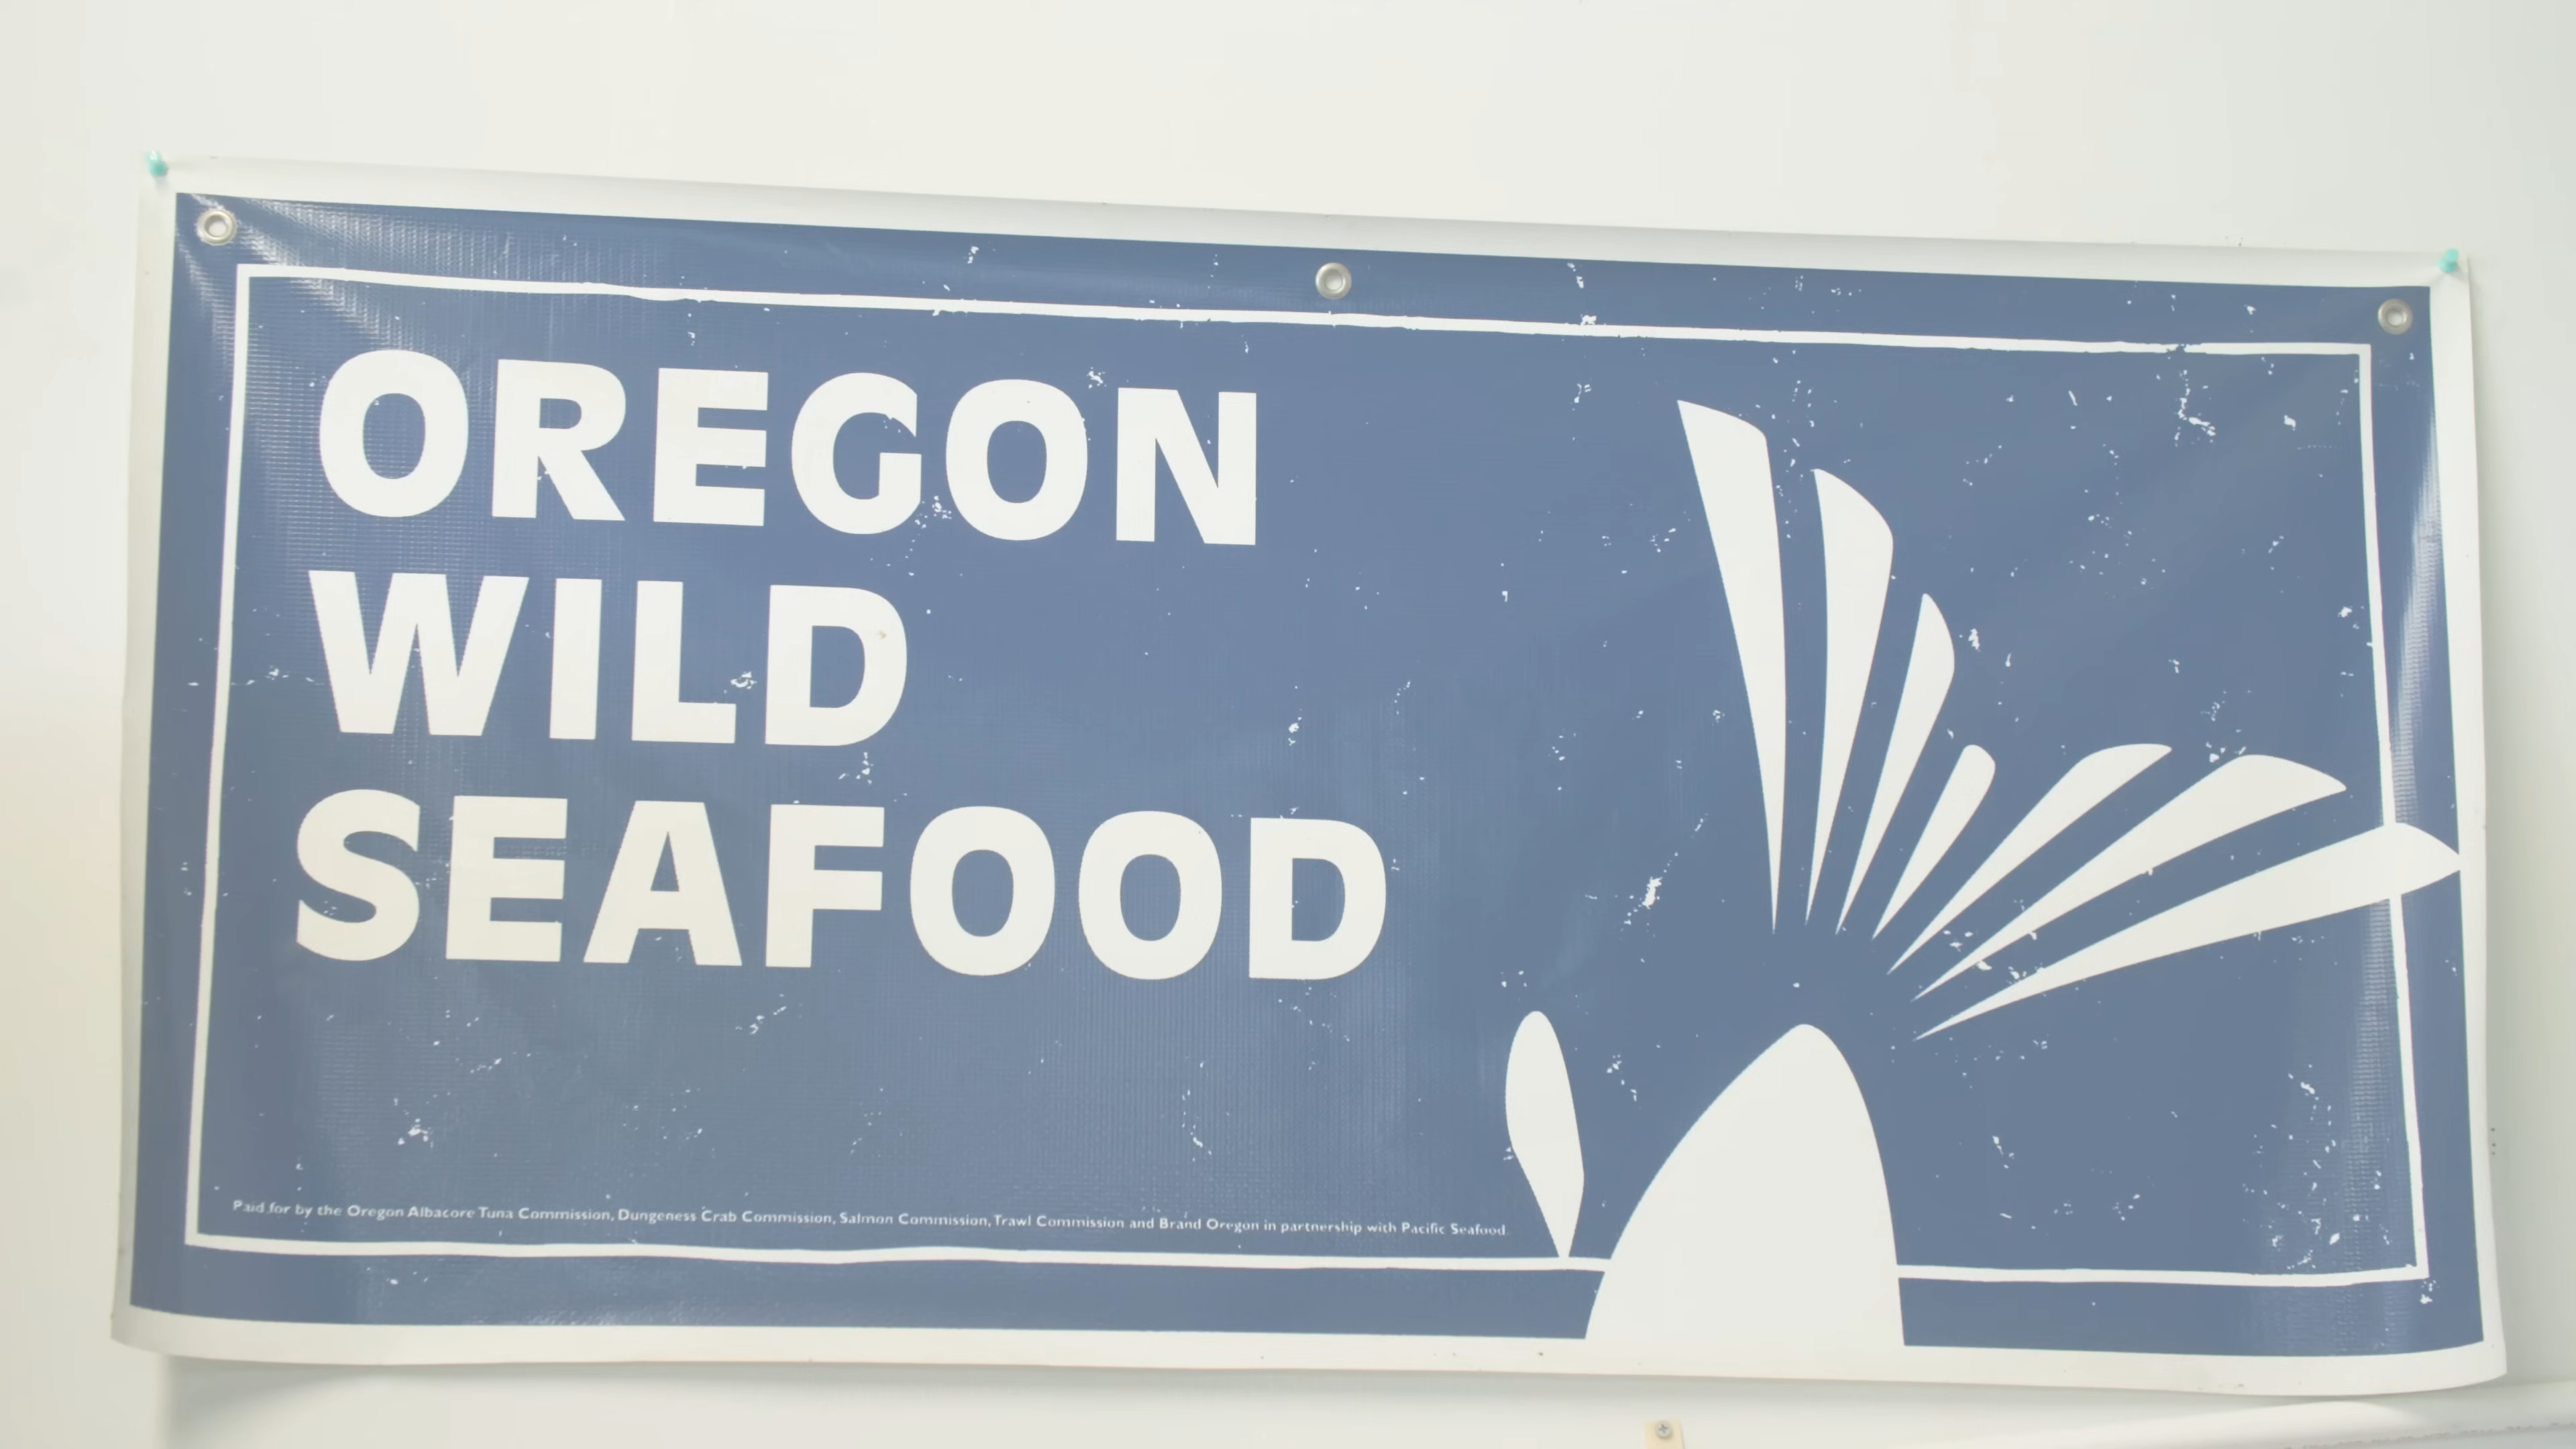 OREGON
WILD
SEAFOOD
Paid for by the Oregon Albacore Tuna Commission, Dungeness Crab Commission, Salmon Commission, Trawl Commission and Brand Oregon in partnership with Pacific Seafood.